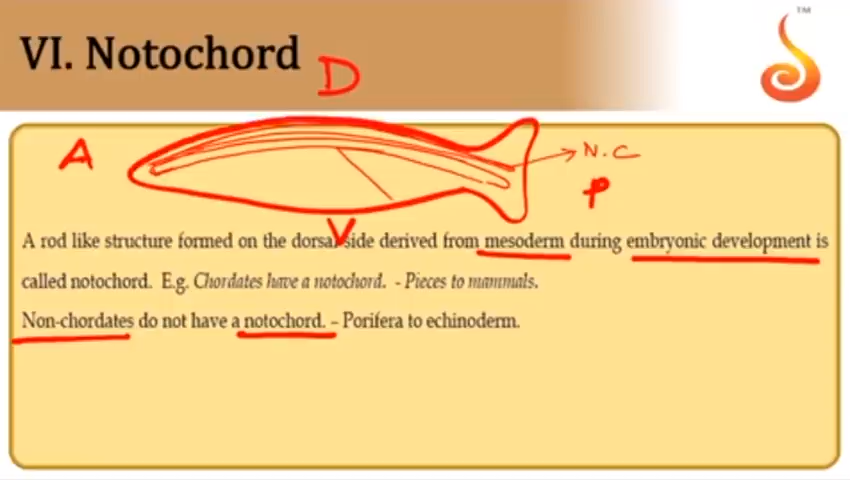 TM
VI. Notochord
D
A
N.C
P
V
A rod like structure formed on the dorsal side derived from mesoderm during embryonic development is
called notochord. E.g. Chordates have a notochord. - Pieces to mammals.
Non-chordates do not have a notochord. – Porifera to echinoderm.